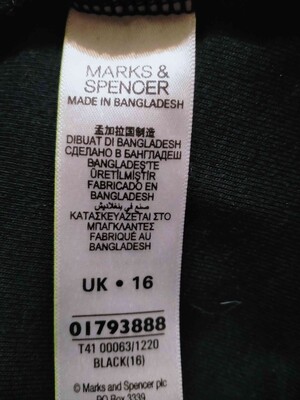 MARKS &
SPENCER
MADE IN BANGLADESH
孟加拉国制造
DIBUAT DI BANGLADESH
СДЕЛАНО В БАНГЛАДЕШ
BANGLADEŞ'TE
ÜRETİLMİŞTİR
FABRICADO EN
BANGLADESH
صنع في بنغلاديش
ΚΑΤΑΣΚΕΥΑΖΕΤΑΙ ΣΤΟ
ΜΠΑΓΚΛΑΝΤΕΣ
FABRIQUÉ AU
BANGLADESH
UK • 16
01793888
T41 00063/1220
BLACK(16)
© Marks and Spencer plc
PO Box 3339